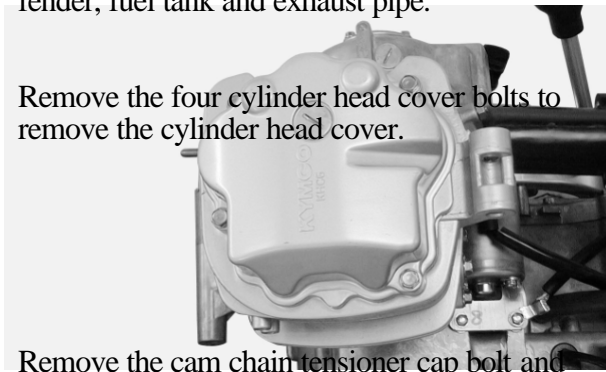 fender, fuel tank and exhaust pipe.
Remove the four cylinder head cover bolts to
remove the cylinder head cover.
KYMCO
Remove the cam chain tensioner cap bolt and